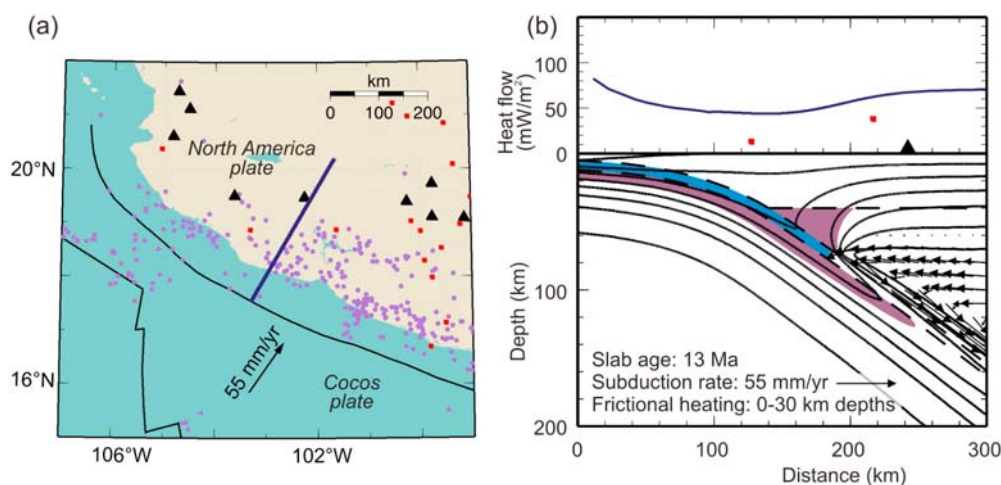 (a)
km
0 100 200
North America
plate
20°N
16°N
55 mm/yr
Cocos
plate
106°W
102°W
(b)
Heat flow
(mW/m²)
100
50
0
0
Depth (km)
100
200
Slab age: 13 Ma
Subduction rate: 55 mm/yr
Frictional heating: 0-30 km depths
0 100 200 300
Distance (km)